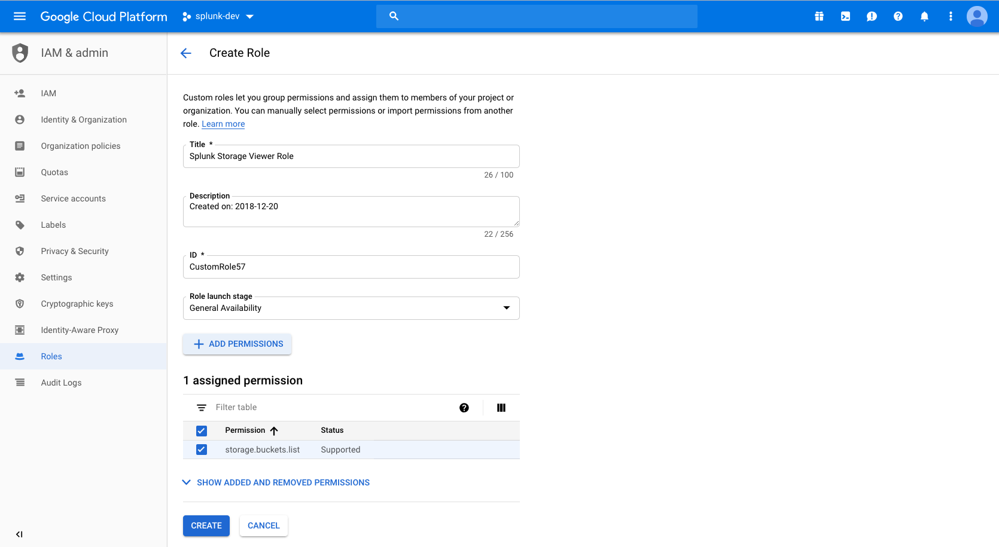 Google Cloud Platform
splunk-dev
IAM & admin
Create Role
IAM
Identity & Organization
Organization policies
Quotas
Service accounts
Labels
Privacy & Security
Settings
Cryptographic keys
Identity-Aware Proxy
Roles
Audit Logs
Custom roles let you group permissions and assign them to members of your project or
organization. You can manually select permissions or import permissions from another
role. Learn more
Title *
Splunk Storage Viewer Role
26 / 100
Description
Created on: 2018-12-20
22 / 256
ID *
CustomRole57
Role launch stage
General Availability
ADD PERMISSIONS
1 assigned permission
Filter table
Permission Status
storage.buckets.list Supported
SHOW ADDED AND REMOVED PERMISSIONS
CREATE CANCEL